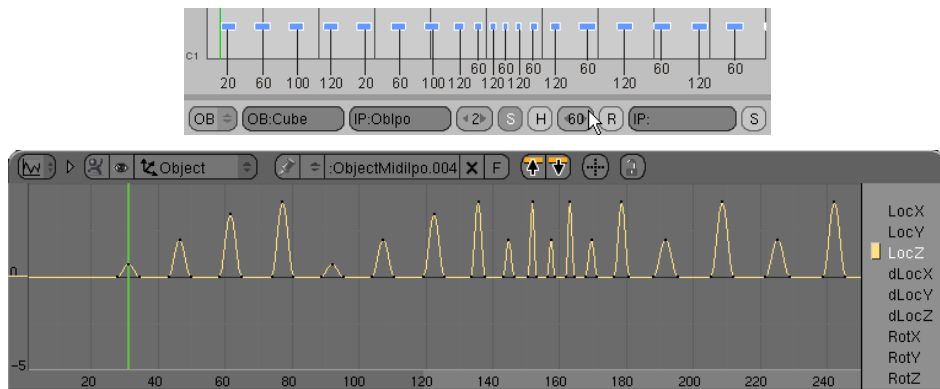 C1
60 60 60 60 60 60
20 60 100 120 20 60 100 120 120 120 120 120 120
OB OB:Cube IP:ObIpo 2 S H 60 R IP: S
Object :ObjectMidiIpo.004 X F
LocX
LocY
0 LocZ
dLocX
dLocY
dLocZ
RotX
-5 RotY
20 40 60 80 100 120 140 160 180 200 220 240 RotZ